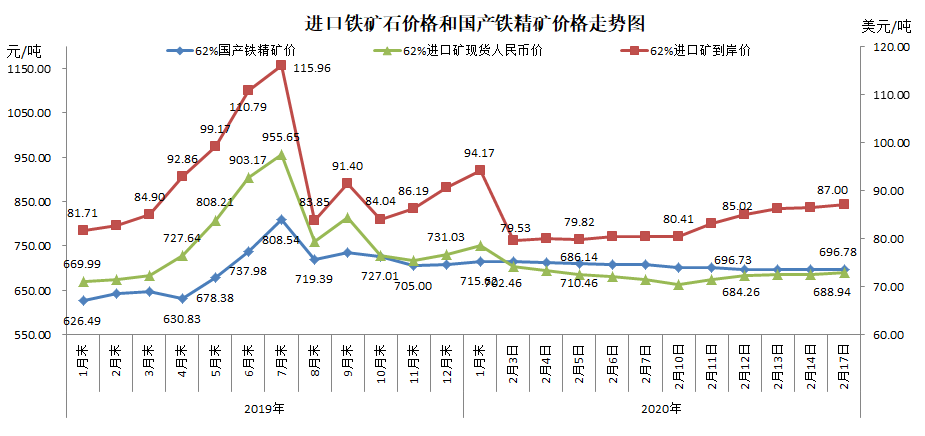 进口铁矿石价格和国产铁精矿价格走势图
元/吨
美元/吨
62%国产铁精矿价 62%进口矿现货人民币价 62%进口矿到岸价
1150.00
1050.00
950.00
850.00
750.00
650.00
550.00
120.00
110.00
100.00
90.00
80.00
70.00
60.00
81.71 84.90 92.86 99.17 110.79 115.96 83.85 91.40 84.04 86.19 94.17 79.53 79.82 80.41 85.02 87.00
669.99 727.64 808.21 903.17 955.65 727.01 731.03 702.46 686.14 684.26 688.94
626.49 630.83 678.38 737.98 808.54 719.39 705.00 715.62 710.46 696.73 696.78
1月末 2月末 3月末 4月末 5月末 6月末 7月末 8月末 9月末 10月末 11月末 12月末 1月末 2月3日 2月4日 2月5日 2月6日 2月7日 2月10日 2月11日 2月12日 2月13日 2月14日 2月17日
2019年 2020年